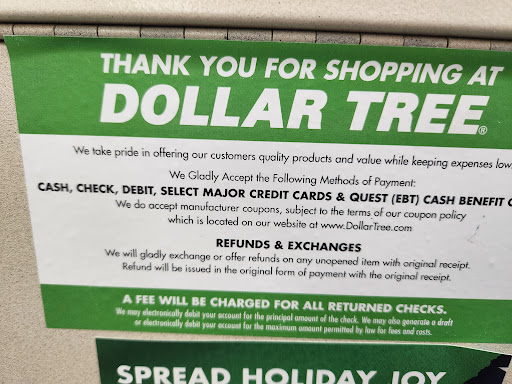 THANK YOU FOR SHOPPING AT
DOLLAR TREE®
We take pride in offering our customers quality products and value while keeping expenses low.
We Gladly Accept the Following Methods of Payment:
CASH, CHECK, DEBIT, SELECT MAJOR CREDIT CARDS & QUEST (EBT) CASH BENEFIT
We do accept manufacturer coupons, subject to the terms of our coupon policy
which is located on our website at www.DollarTree.com
REFUNDS & EXCHANGES
We will gladly exchange or offer refunds on any unopened item with original receipt.
Refund will be issued in the original form of payment with the original receipt.
A FEE WILL BE CHARGED FOR ALL RETURNED CHECKS.
We may electronically debit your account for the principal amount of the check. We may also generate a draft
or electronically debit your account for the maximum amount permitted by law for fees and costs.
SPREAD HOLIDAY JOY